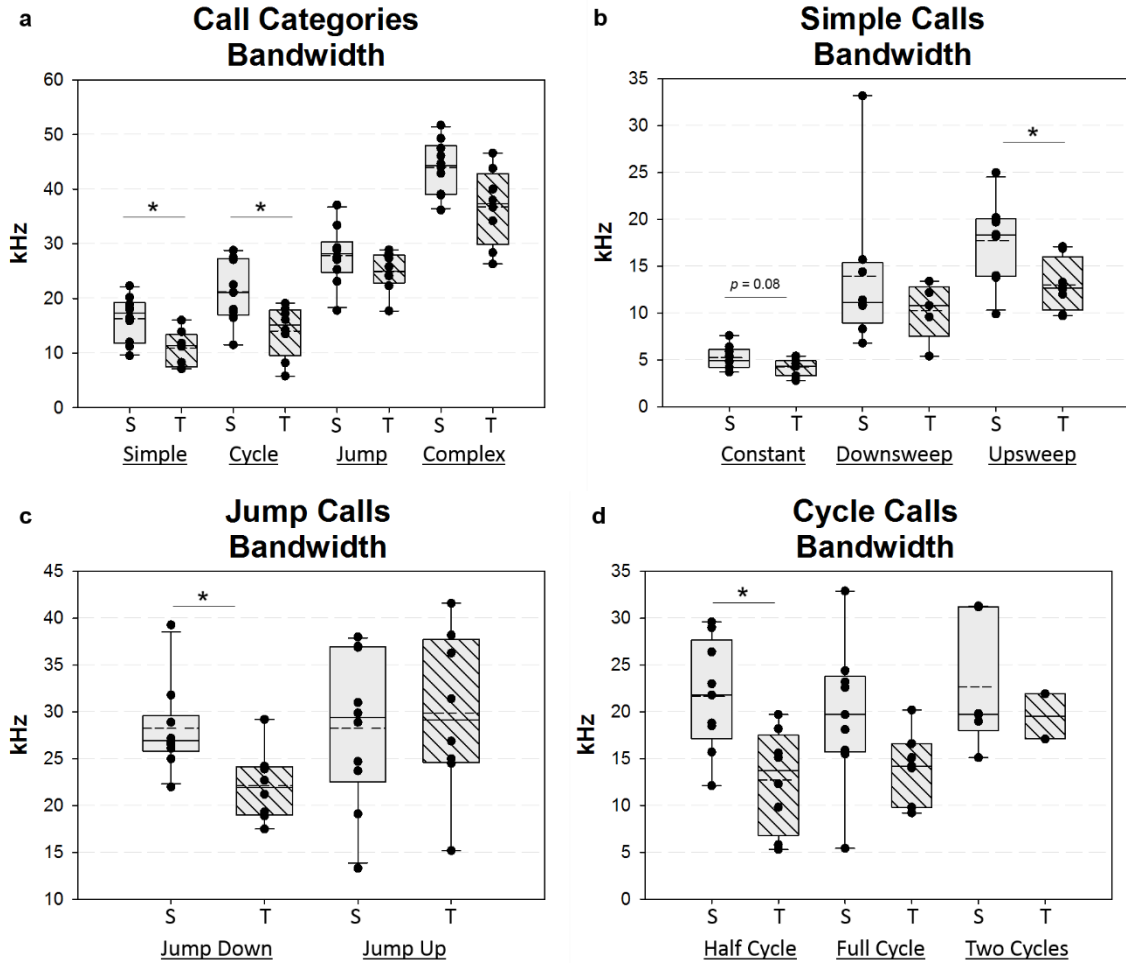 a
Call Categories
Bandwidth
60
50
40
30
20
10
0
kHz
*
*
S T S T S T S T
Simple Cycle Jump Complex
b
Simple Calls
Bandwidth
35
30
25
20
15
10
5
0
kHz
p = 0.08
*
S T S T S T
Constant Downsweep Upsweep
c
Jump Calls
Bandwidth
45
40
35
30
25
20
15
10
kHz
*
S T S T
Jump Down Jump Up
d
Cycle Calls
Bandwidth
35
30
25
20
15
10
5
0
kHz
*
S T S T S T
Half Cycle Full Cycle Two Cycles